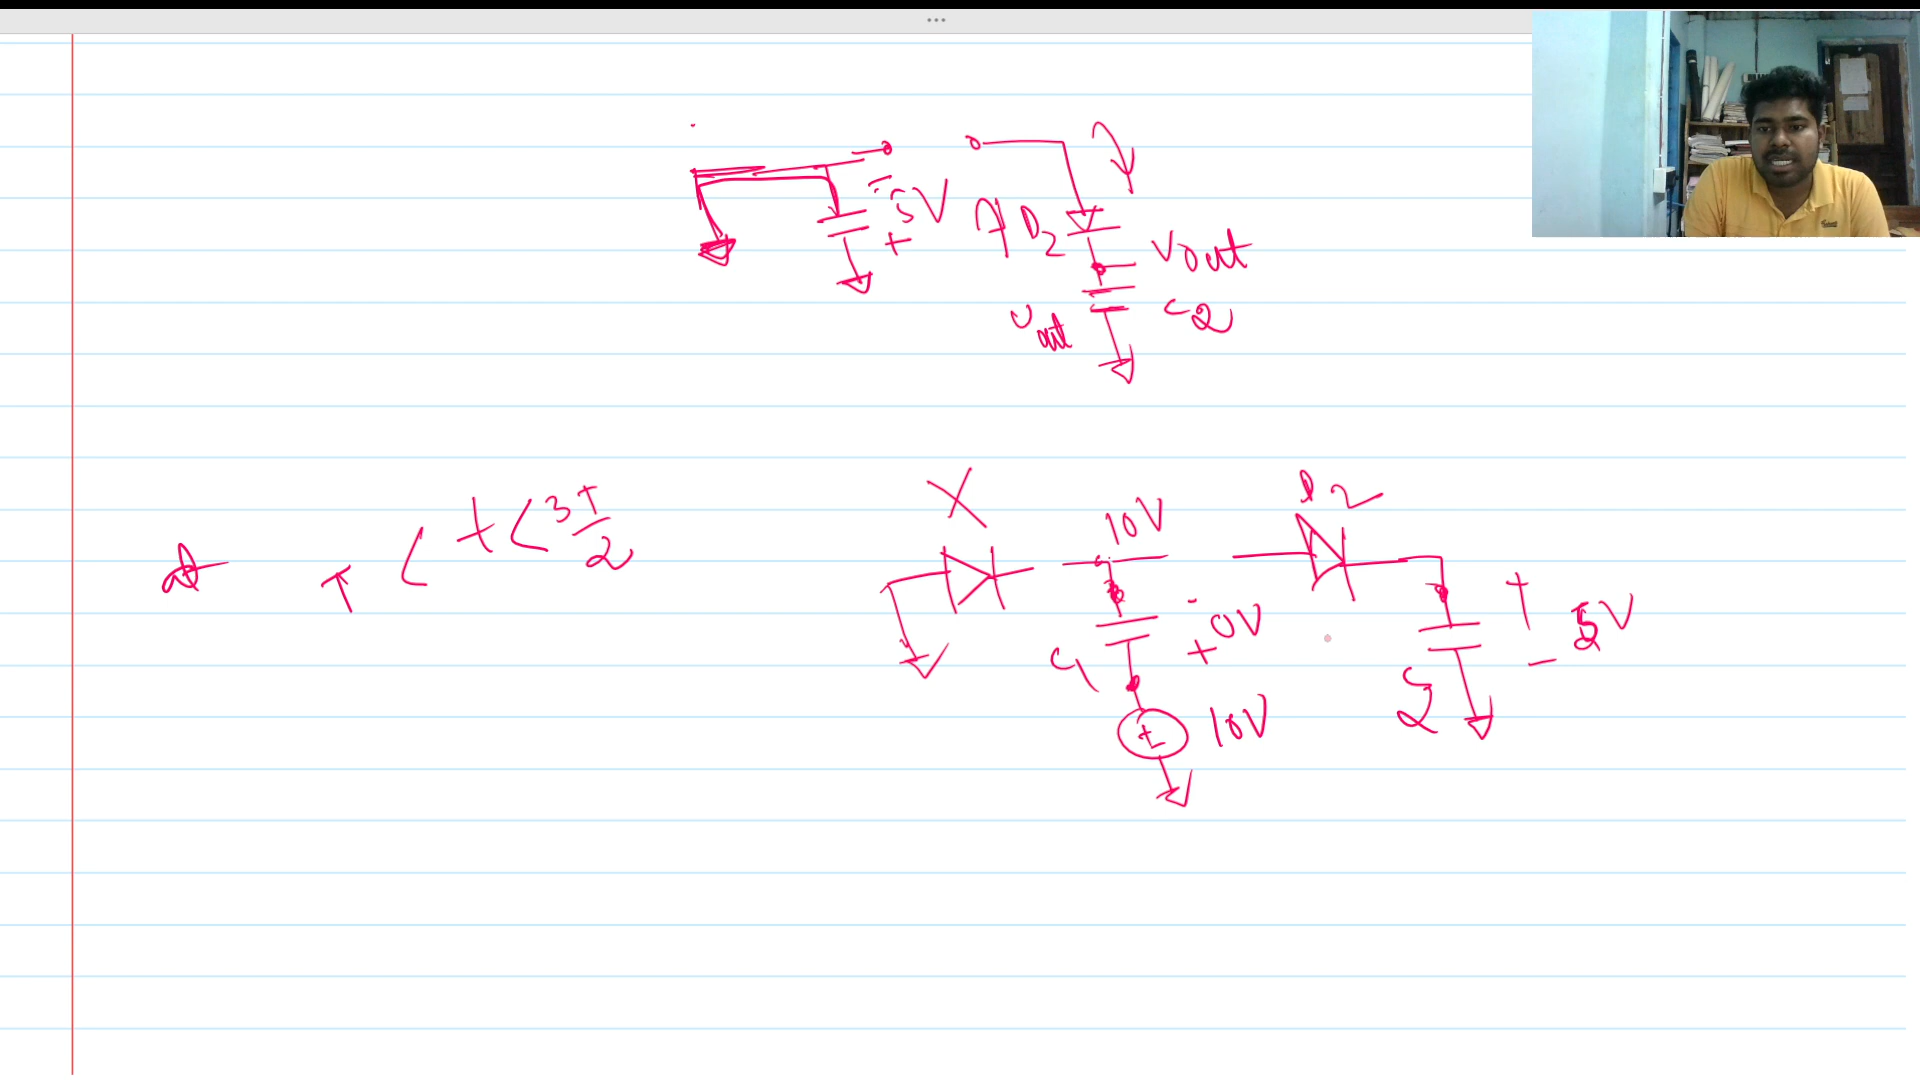 - 5V
+
D2
Vout
C2
Vout
X
10V
D2
T < t < 3T/2
- 0V
+
C1
+ 5V
-
C2
10V